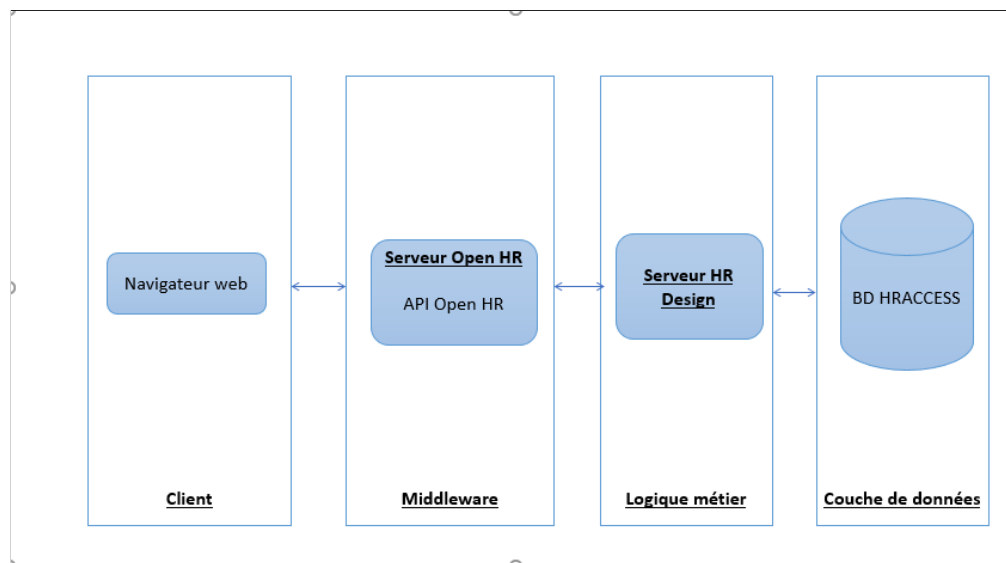 Navigateur web
Serveur Open HR
API Open HR
Serveur HR
Design
BD HRACCESS
Client
Middleware
Logique métier
Couche de données